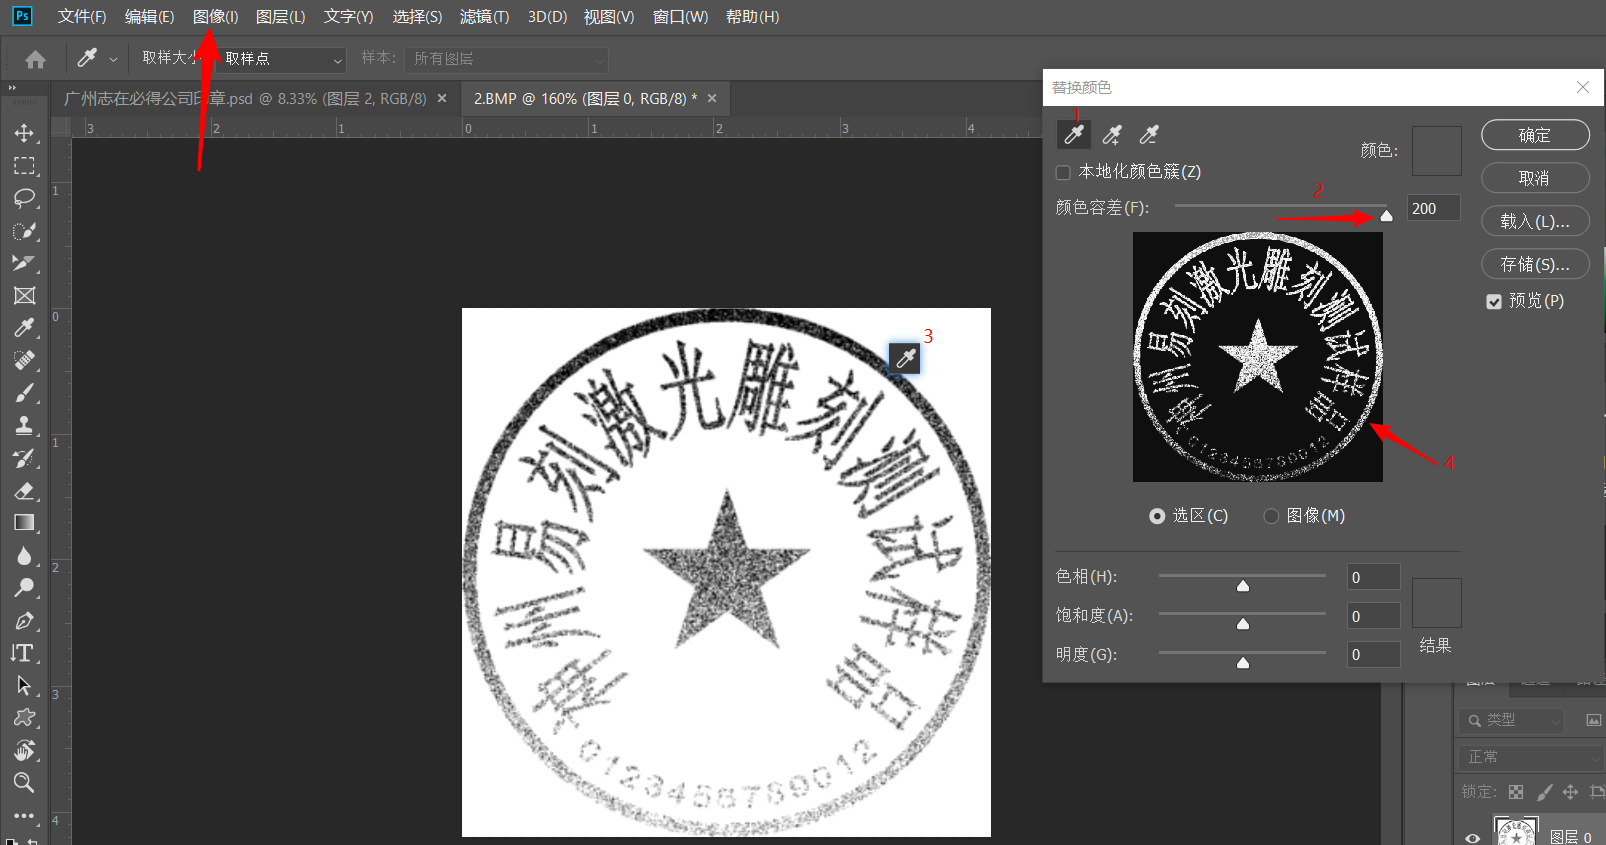 Ps 文件(F) 编辑(E) 图像(I) 图层(L) 文字(Y) 选择(S) 滤镜(T) 3D(D) 视图(V) 窗口(W) 帮助(H)
取样大小 取样点 样本: 所有图层
广州志在必得公司印章.psd @ 8.33% (图层 2, RGB/8) × 2.BMP @ 160% (图层 0, RGB/8) * ×
3 2 1 0 1 2 3 4
1
0
1
2
3
4
3
易刻激光雕刻测试样品
0123456789012
替换颜色
1
本地化颜色簇(Z)
颜色:
2
颜色容差(F): 200
确定
取消
载入(L)...
存储(S)...
预览(P)
易刻激光雕刻测试样品
0123456789012
4
选区(C) 图像(M)
色相(H): 0
饱和度(A): 0
明度(G): 0
结果
图层 通道 路径
类型
正常
锁定:
图层 0